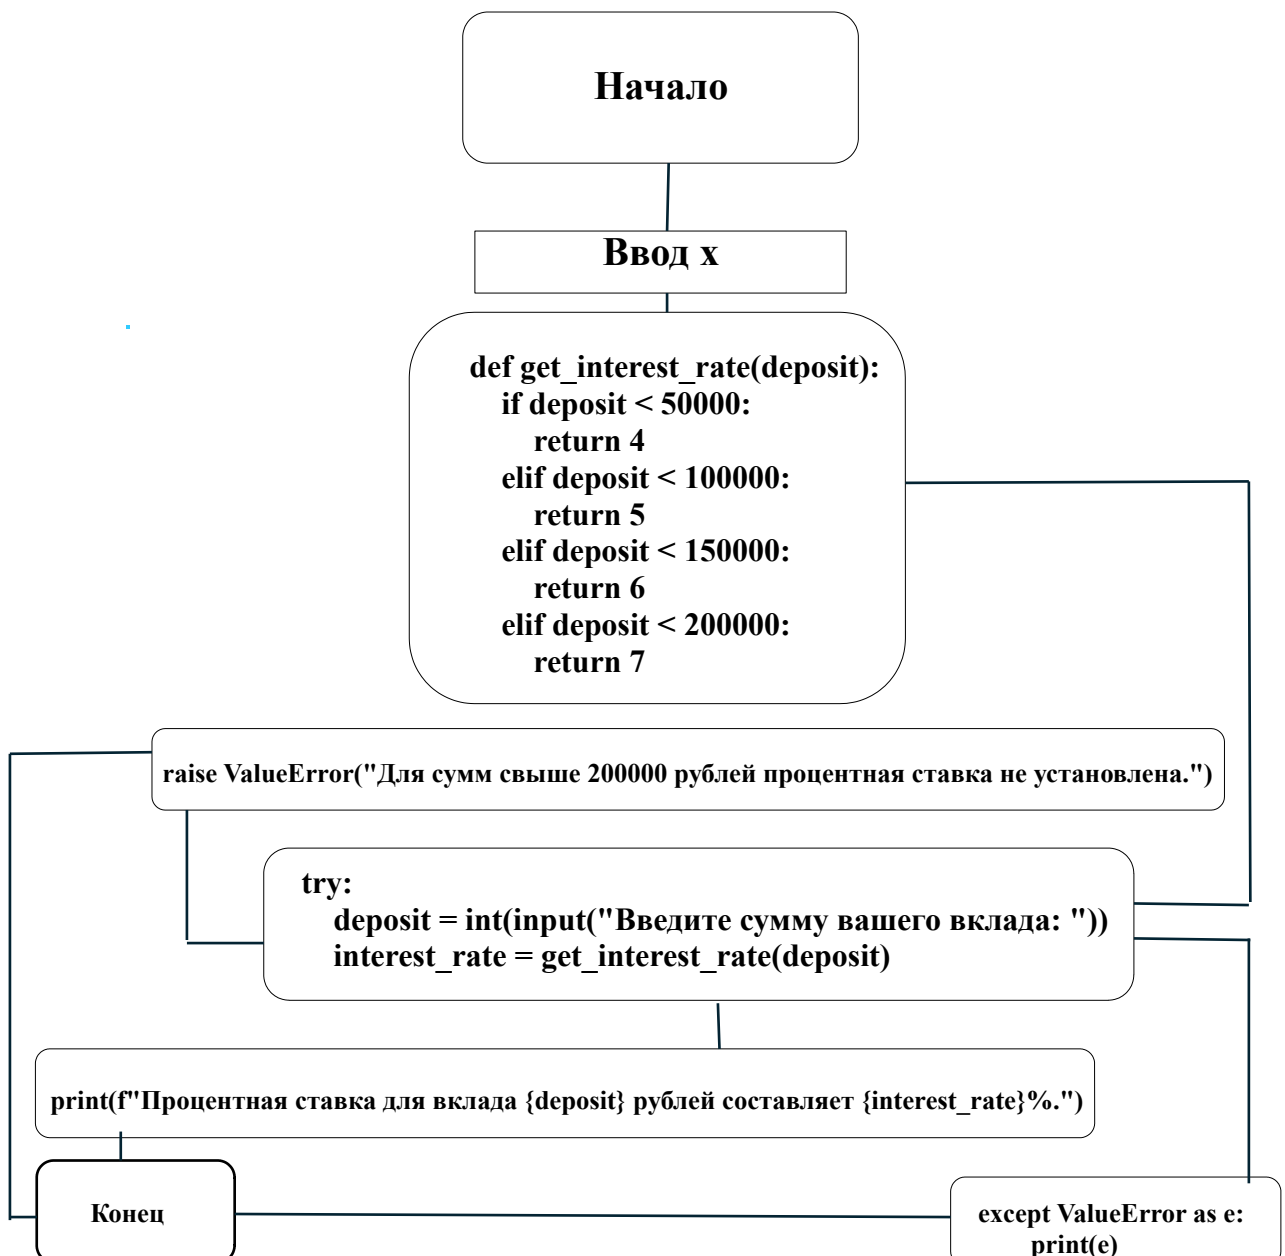 Начало
Ввод x
def get_interest_rate(deposit):
if deposit < 50000:
return 4
elif deposit < 100000:
return 5
elif deposit < 150000:
return 6
elif deposit < 200000:
return 7
raise ValueError("Для сумм свыше 200000 рублей процентная ставка не установлена.")
try:
deposit = int(input("Введите сумму вашего вклада: "))
interest_rate = get_interest_rate(deposit)
print(f"Процентная ставка для вклада {deposit} рублей составляет {interest_rate}%.")
Конец
except ValueError as e:
print(e)